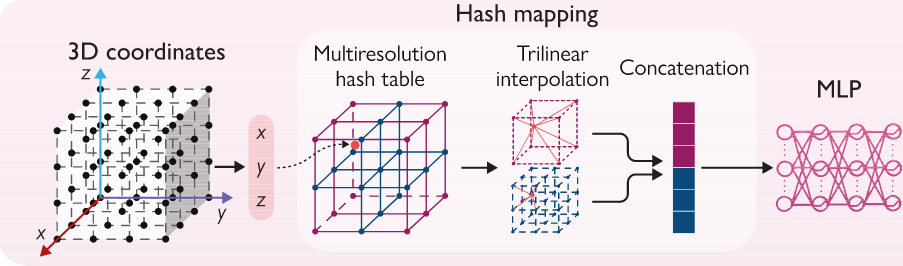 Hash mapping
3D coordinates
z
y
x
x
y
z
Multiresolution
hash table
Trilinear
interpolation
Concatenation
MLP